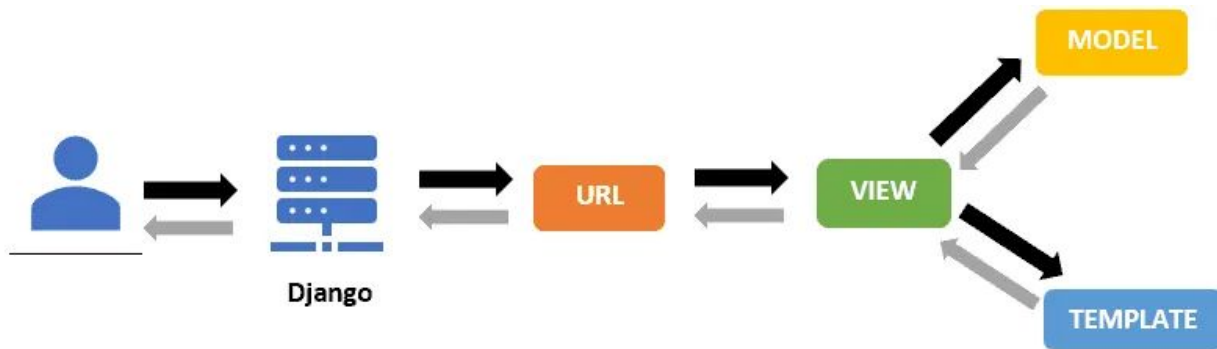 MODEL
URL
VIEW
Django
TEMPLATE